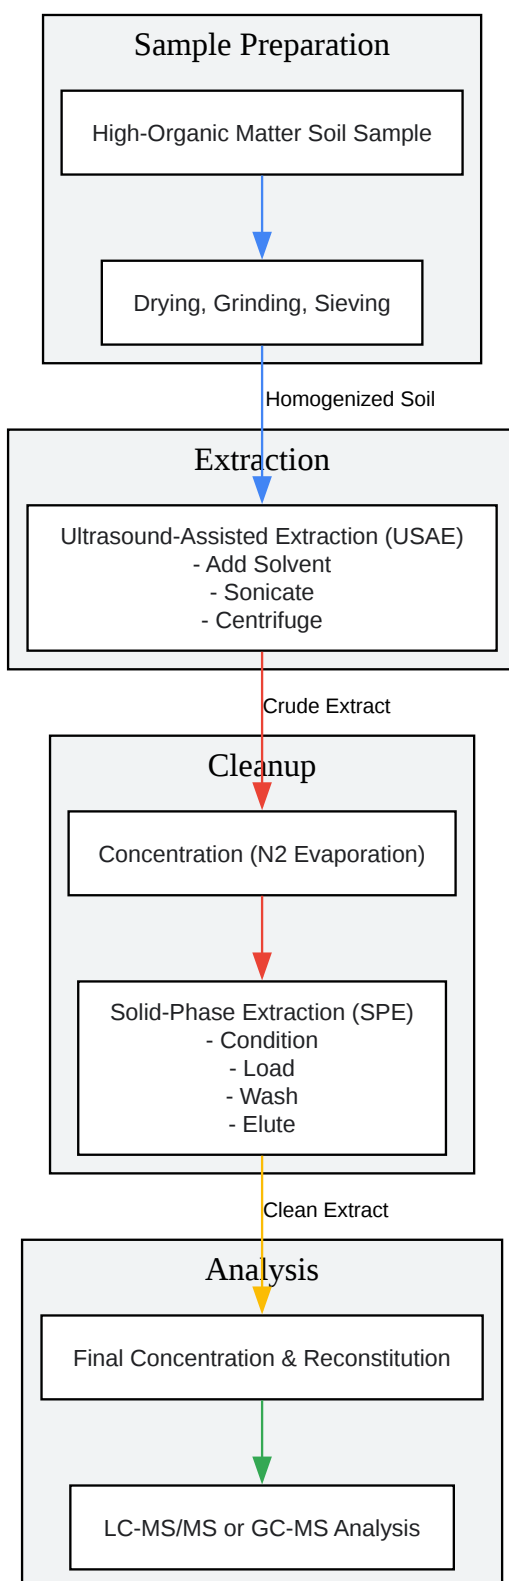 Sample Preparation
High-Organic Matter Soil Sample
Drying, Grinding, Sieving
Homogenized Soil
Extraction
Ultrasound-Assisted Extraction (USAE)
- Add Solvent
- Sonicate
- Centrifuge
Crude Extract
Cleanup
Concentration (N2 Evaporation)
Solid-Phase Extraction (SPE)
- Condition
- Load
- Wash
- Elute
Clean Extract
Analysis
Final Concentration & Reconstitution
LC-MS/MS or GC-MS Analysis